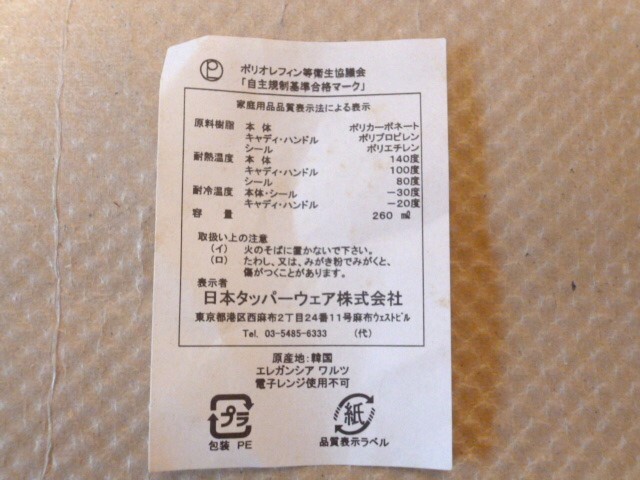 P
ポリオレフィン等衛生協議会
「自主規制基準合格マーク」
家庭用品品質表示法による表示
原料樹脂 本体 ポリカーボネート
キャディ・ハンドル ポリプロピレン
シール ポリエチレン
耐熱温度 本体 140度
キャディ・ハンドル 100度
シール 80度
耐冷温度 本体・シール −30度
キャディ・ハンドル −20度
容量 260 ㎖
取扱い上の注意
(イ) 火のそばに置かないで下さい。
(ロ) たわし、又は、みがき粉でみがくと、
傷がつくことがあります。
表示者
日本タッパーウェア株式会社
東京都港区西麻布2丁目24番11号麻布ウェストビル
Tel. 03-5485-6333 (代)
原産地:韓国
エレガンシア ワルツ
電子レンジ使用不可
プラ 紙
包装 PE 品質表示ラベル